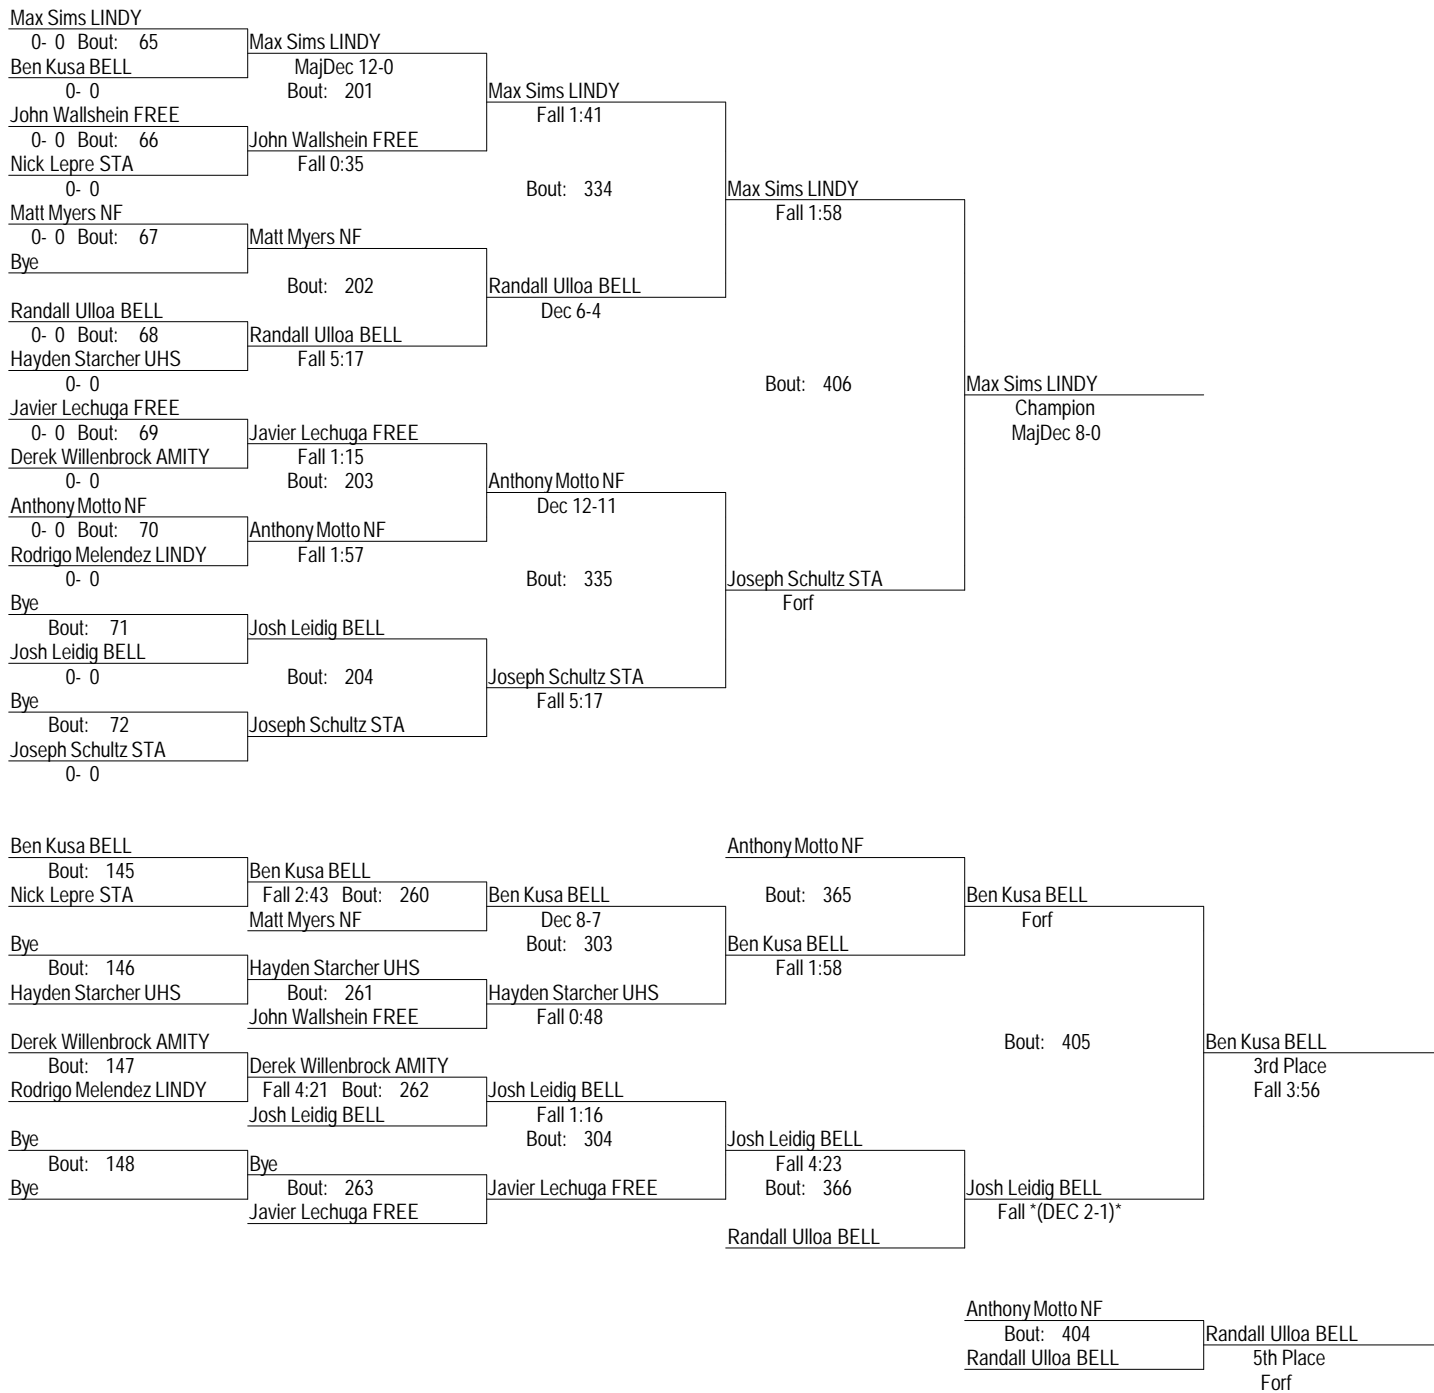 Max Sims LINDY
0- 0 Bout: 65
Ben Kusa BELL
0- 0
John Wallshein FREE
0- 0 Bout: 66
Nick Lepre STA
0- 0
Matt Myers NF
0- 0 Bout: 67
Bye
Randall Ulloa BELL
0- 0 Bout: 68
Hayden Starcher UHS
0- 0
Javier Lechuga FREE
0- 0 Bout: 69
Derek Willenbrock AMITY
0- 0
Anthony Motto NF
0- 0 Bout: 70
Rodrigo Melendez LINDY
0- 0
Bye
Bout: 71
Josh Leidig BELL
0- 0
Bye
Bout: 72
Joseph Schultz STA
0- 0
Max Sims LINDY
MajDec 12-0
Bout: 201
John Wallshein FREE
Fall 0:35
Matt Myers NF
Bout: 202
Randall Ulloa BELL
Fall 5:17
Javier Lechuga FREE
Fall 1:15
Bout: 203
Anthony Motto NF
Fall 1:57
Josh Leidig BELL
Bout: 204
Joseph Schultz STA
Max Sims LINDY
Fall 1:41
Bout: 334
Randall Ulloa BELL
Dec 6-4
Anthony Motto NF
Dec 12-11
Bout: 335
Joseph Schultz STA
Fall 5:17
Max Sims LINDY
Fall 1:58
Bout: 406
Joseph Schultz STA
Forf
Max Sims LINDY
Champion
MajDec 8-0
Ben Kusa BELL
Bout: 145
Nick Lepre STA
Bye
Bout: 146
Hayden Starcher UHS
Derek Willenbrock AMITY
Bout: 147
Rodrigo Melendez LINDY
Bye
Bout: 148
Bye
Ben Kusa BELL
Fall 2:43 Bout: 260
Matt Myers NF
Hayden Starcher UHS
Bout: 261
John Wallshein FREE
Derek Willenbrock AMITY
Fall 4:21 Bout: 262
Josh Leidig BELL
Bye
Bout: 263
Javier Lechuga FREE
Ben Kusa BELL
Dec 8-7
Bout: 303
Hayden Starcher UHS
Fall 0:48
Josh Leidig BELL
Fall 1:16
Bout: 304
Javier Lechuga FREE
Anthony Motto NF
Bout: 365
Ben Kusa BELL
Fall 1:58
Josh Leidig BELL
Fall 4:23
Bout: 366
Randall Ulloa BELL
Ben Kusa BELL
Forf
Bout: 405
Josh Leidig BELL
Fall *(DEC 2-1)*
Ben Kusa BELL
3rd Place
Fall 3:56
Anthony Motto NF
Bout: 404
Randall Ulloa BELL
Randall Ulloa BELL
5th Place
Forf